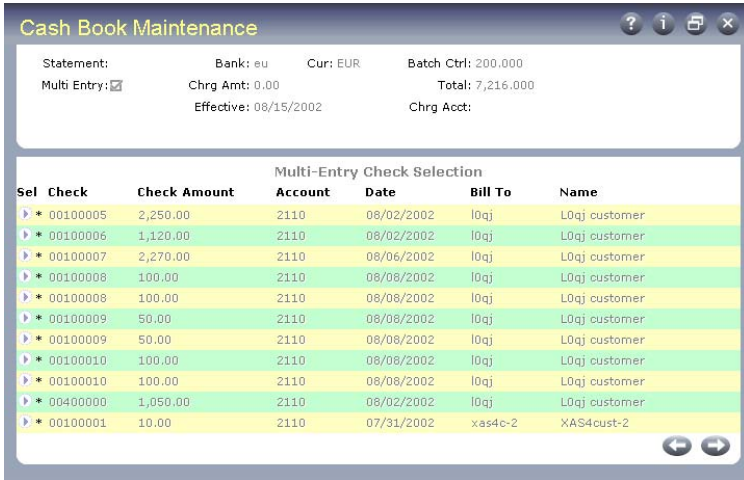 Cash Book Maintenance ? i
Statement: Bank: eu Cur: EUR Batch Ctrl: 200.000
Multi Entry: Chrg Amt: 0.00 Total: 7,216.000
Effective: 08/15/2002 Chrg Acct:
Multi-Entry Check Selection
Sel Check Check Amount Account Date Bill To Name
* 00100005 2,250.00 2110 08/02/2002 l0qj L0qj customer
* 00100006 1,120.00 2110 08/02/2002 l0qj L0qj customer
* 00100007 2,270.00 2110 08/06/2002 l0qj L0qj customer
* 00100008 100.00 2110 08/08/2002 l0qj L0qj customer
* 00100008 100.00 2110 08/08/2002 l0qj L0qj customer
* 00100009 50.00 2110 08/08/2002 l0qj L0qj customer
* 00100009 50.00 2110 08/08/2002 l0qj L0qj customer
* 00100010 100.00 2110 08/08/2002 l0qj L0qj customer
* 00100010 100.00 2110 08/08/2002 l0qj L0qj customer
* 00400000 1,050.00 2110 08/02/2002 l0qj L0qj customer
* 00100001 10.00 2110 07/31/2002 xas4c-2 XAS4cust-2